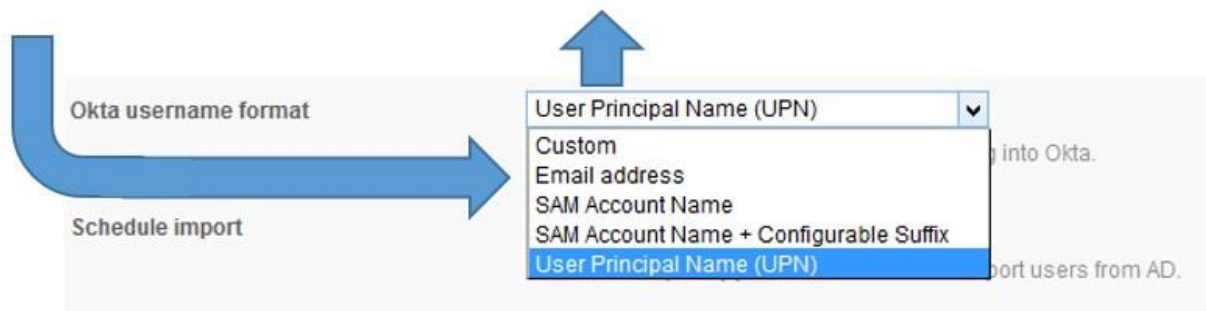 Okta username format
User Principal Name (UPN)
Custom
into Okta.
Email address
SAM Account Name
Schedule import
SAM Account Name + Configurable Suffix
User Principal Name (UPN)
users from AD.